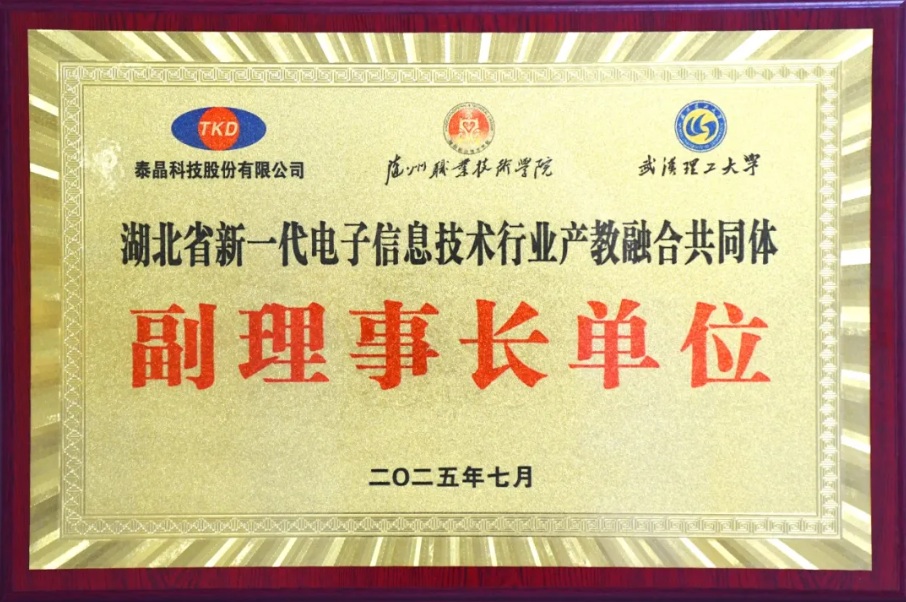 TKD
泰晶科技股份有限公司
职业技术学院
武汉理工大学
湖北省新一代电子信息技术行业产教融合共同体
副理事长单位
二〇二五年七月